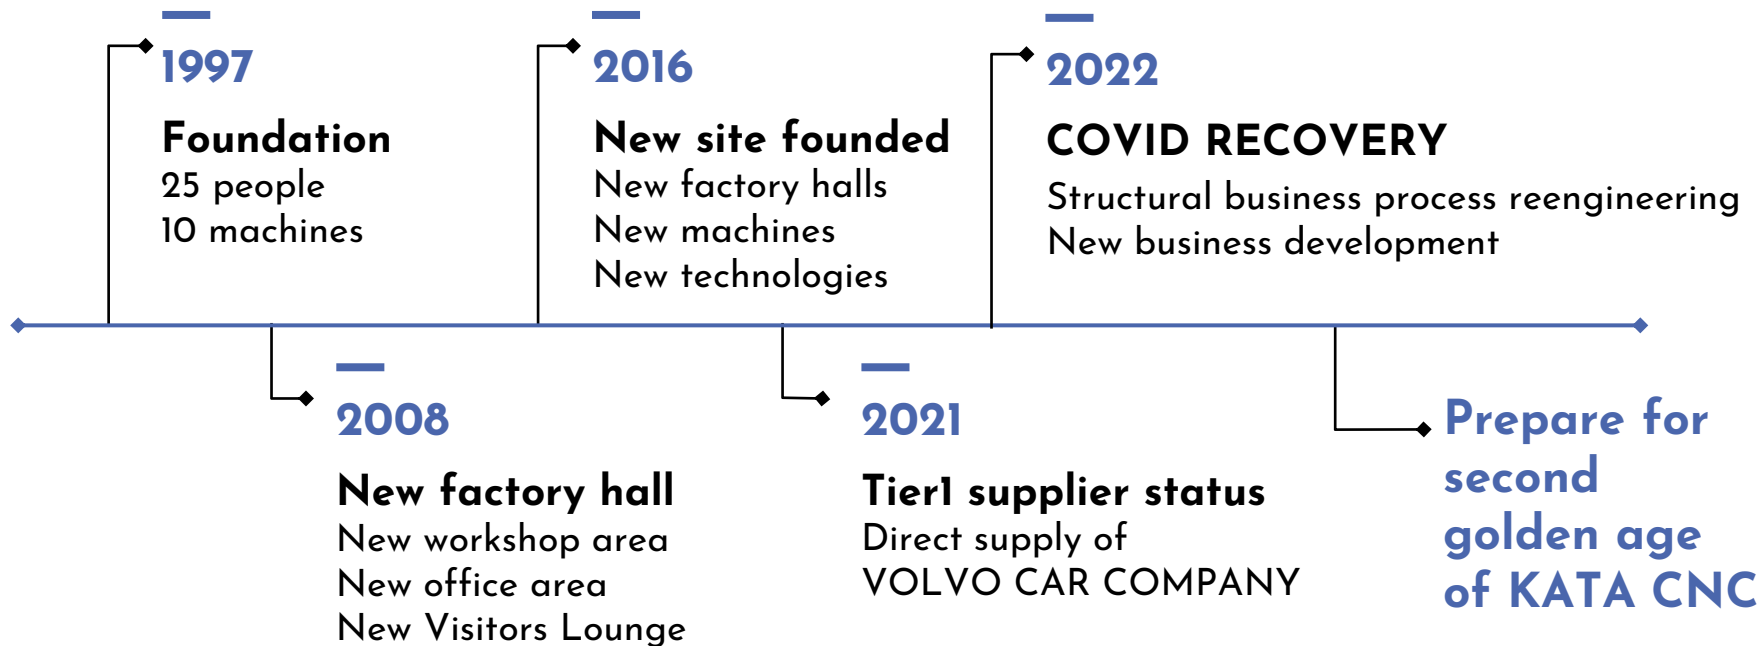 1997
Foundation
25 people
10 machines
2008
New factory hall
New workshop area
New office area
New Visitors Lounge
2016
New site founded
New factory halls
New machines
New technologies
2021
Tier1 supplier status
Direct supply of
VOLVO CAR COMPANY
2022
COVID RECOVERY
Structural business process reengineering
New business development
Prepare for
second
golden age
of KATA CNC